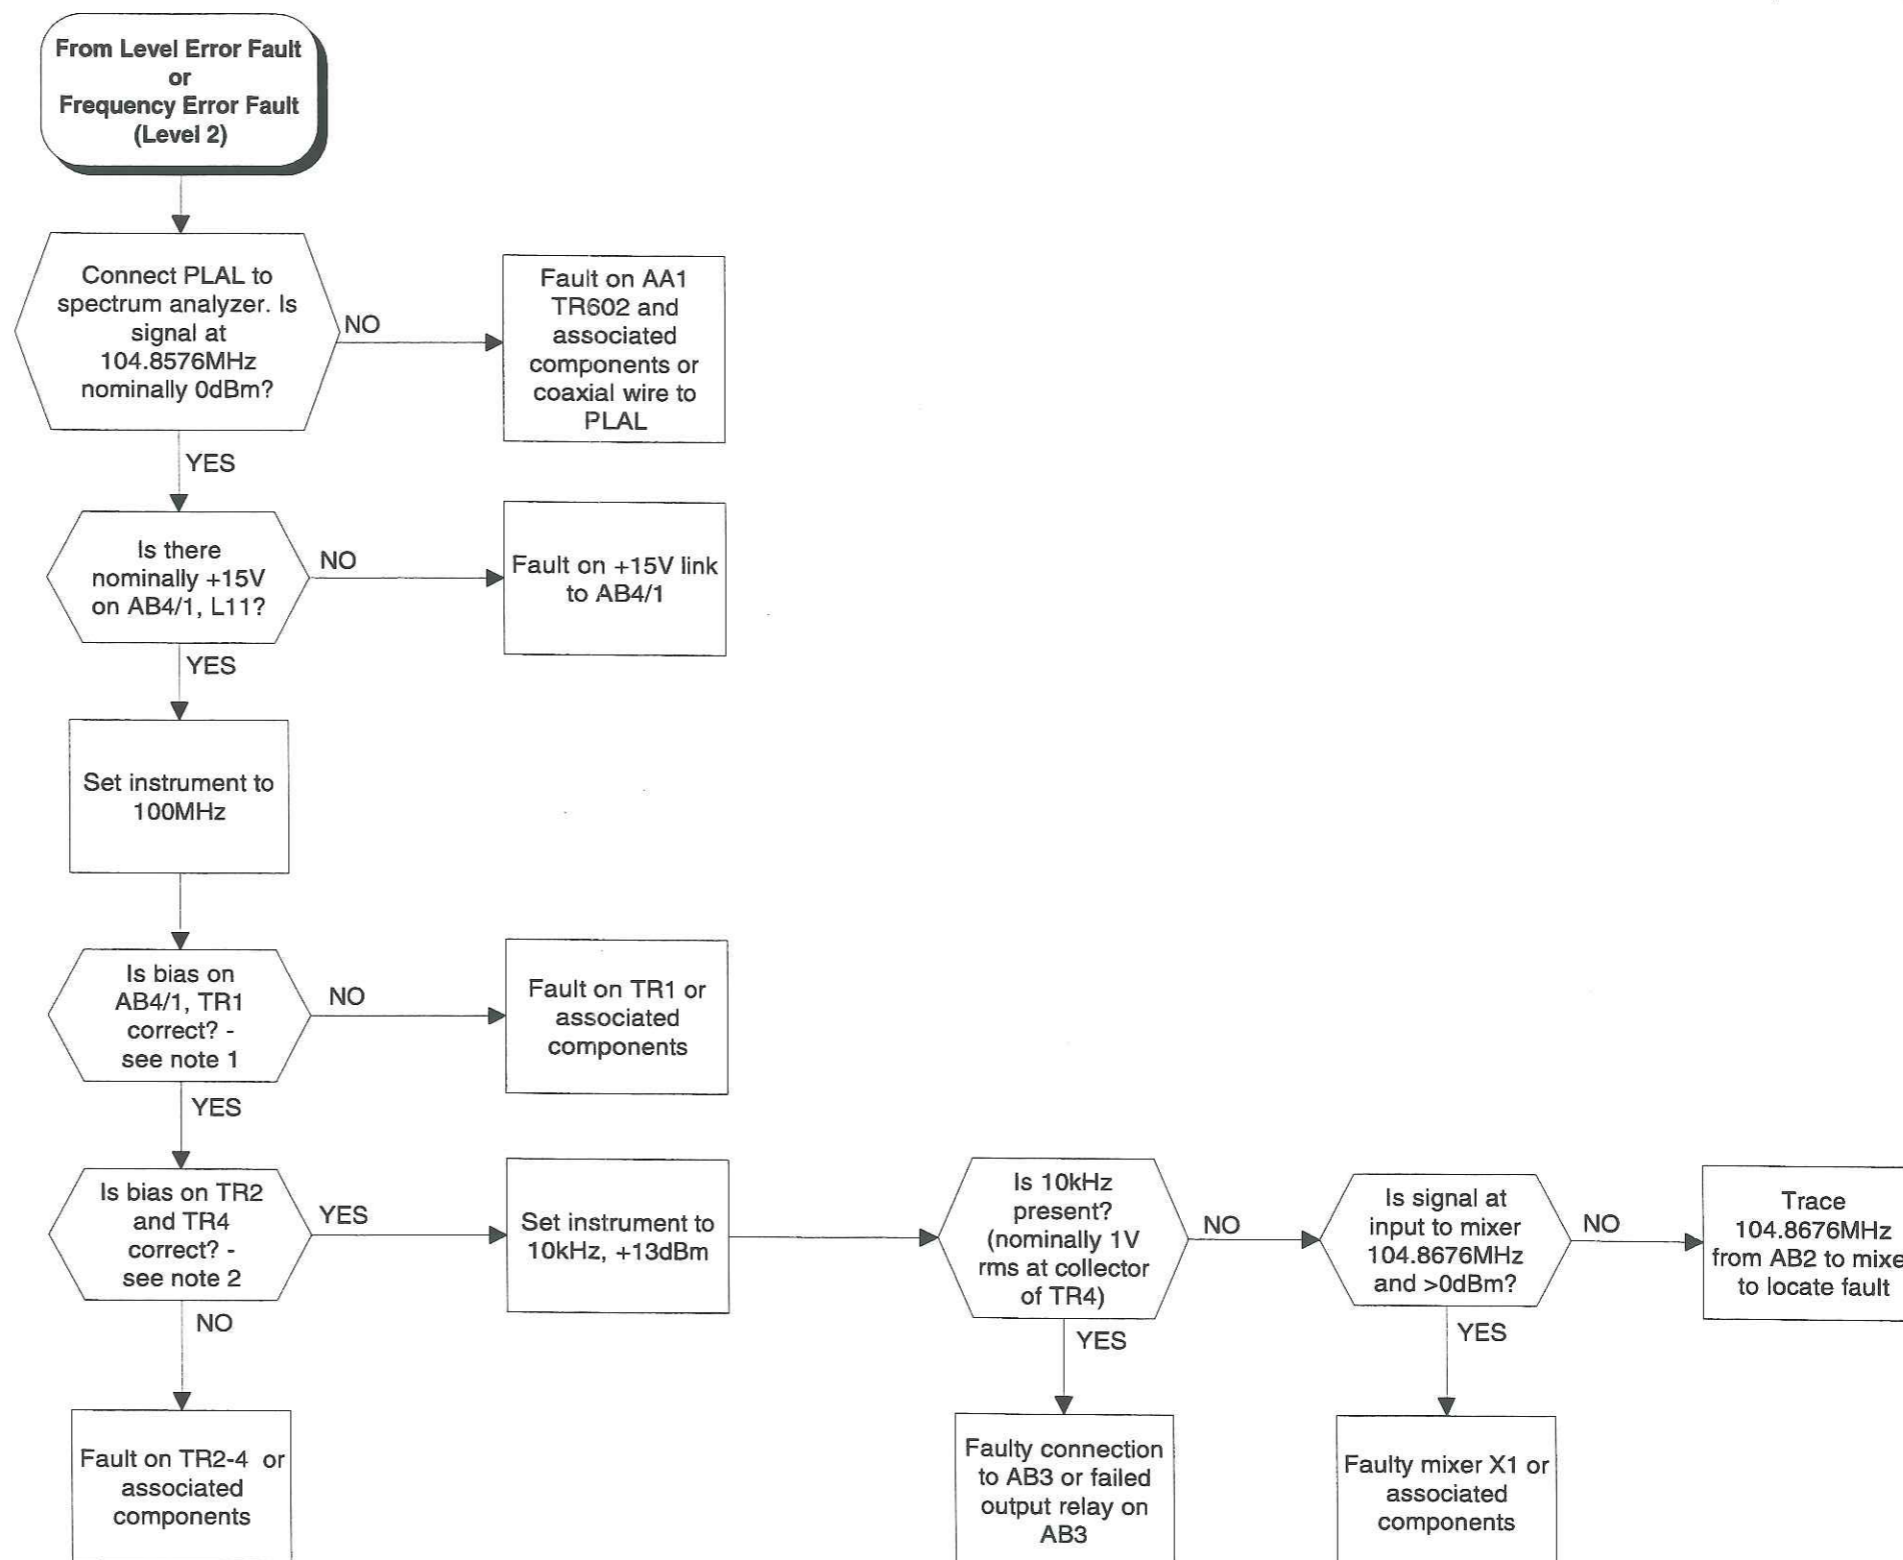 From Level Error Fault
or
Frequency Error Fault
(Level 2)
Connect PLAL to
spectrum analyzer. Is
signal at
104.8576MHz
nominally 0dBm?
NO
Fault on AA1
TR602 and
associated
components or
coaxial wire to
PLAL
YES
Is there
nominally +15V
on AB4/1, L11?
NO
Fault on +15V link
to AB4/1
YES
Set instrument to
100MHz
Is bias on
AB4/1, TR1
correct? -
see note 1
NO
Fault on TR1 or
associated
components
YES
Is bias on TR2
and TR4
correct? -
see note 2
YES
Set instrument to
10kHz, +13dBm
Is 10kHz
present?
(nominally 1V
rms at collector
of TR4)
NO
Is signal at
input to mixer
104.8676MHz
and >0dBm?
NO
Trace
104.8676MHz
from AB2 to mixe
to locate fault
NO
Fault on TR2-4 or
associated
components
YES
Faulty connection
to AB3 or failed
output relay on
AB3
YES
Faulty mixer X1 or
associated
components